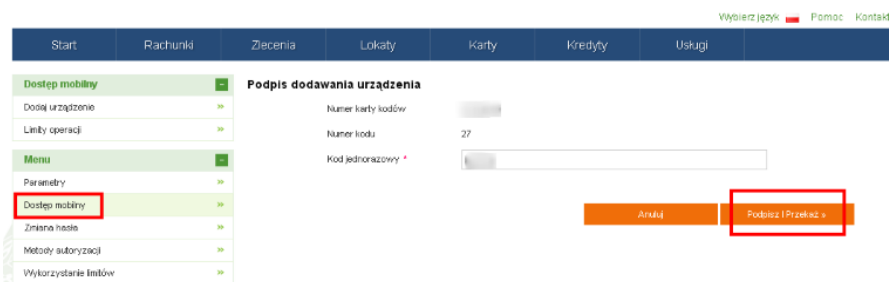 Wybierz język Pomoc Kontakt
Start Rachunki Zlecenia Lokaty Karty Kredyty Usługi
Dostęp mobilny
Dodaj urządzenie
Limity operacji
Menu
Parametry
Dostęp mobilny
Zmiana hasła
Metody autoryzacji
Wykorzystanie limitów
Podpis dodawania urządzenia
Numer karty kodów
Numer kodu 27
Kod jednorazowy *
Anuluj Podpisz I Przekaż »